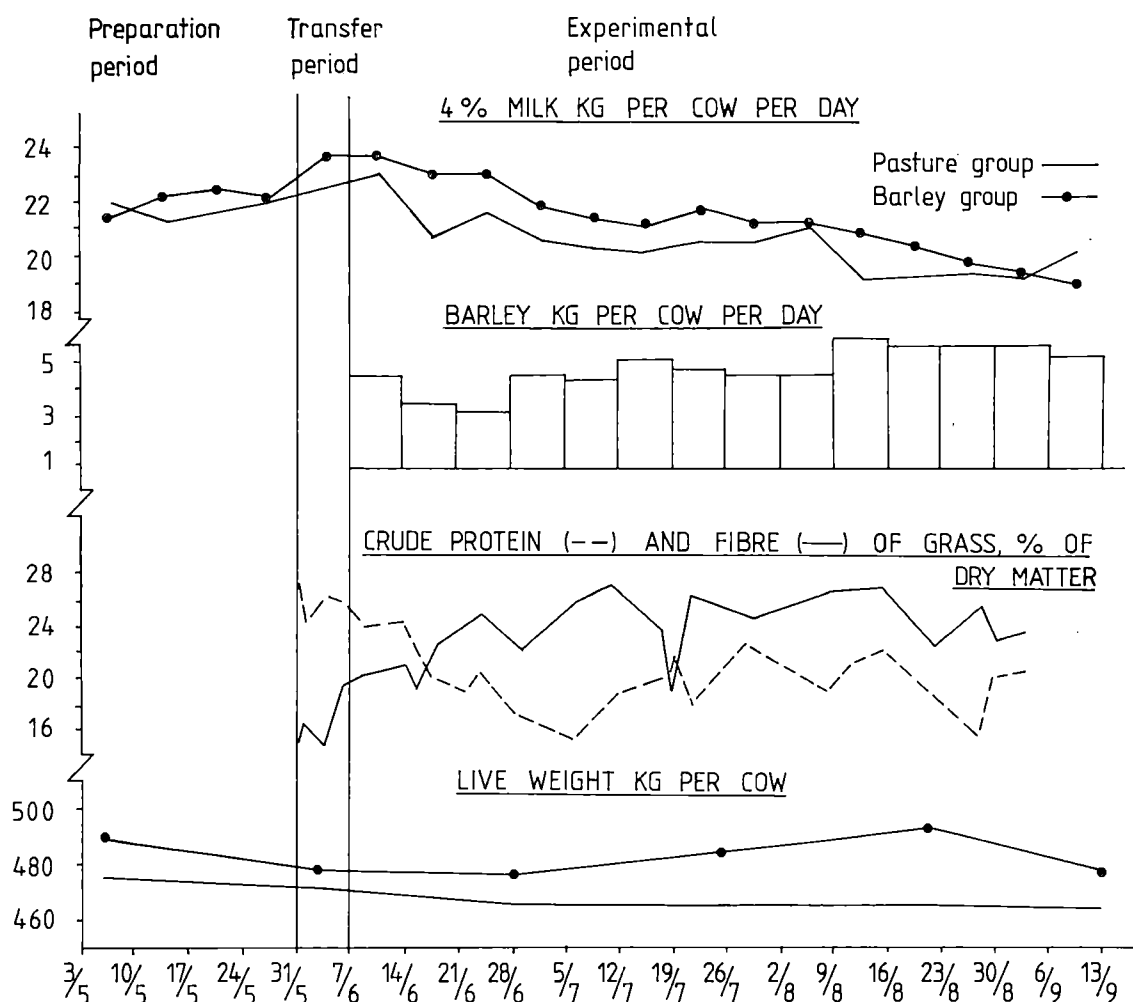 Preparation period
Transfer period
Experimental period
4% MILK KG PER COW PER DAY
24
22
20
18
Pasture group
Barley group
BARLEY KG PER COW PER DAY
5
3
1
CRUDE PROTEIN (--) AND FIBRE (—) OF GRASS, % OF
DRY MATTER
28
24
20
16
LIVE WEIGHT KG PER COW
500
480
460
3/5 10/5 17/5 24/5 31/5 7/6 14/6 21/6 28/6 5/7 12/7 19/7 26/7 2/8 9/8 16/8 23/8 30/8 6/9 13/9